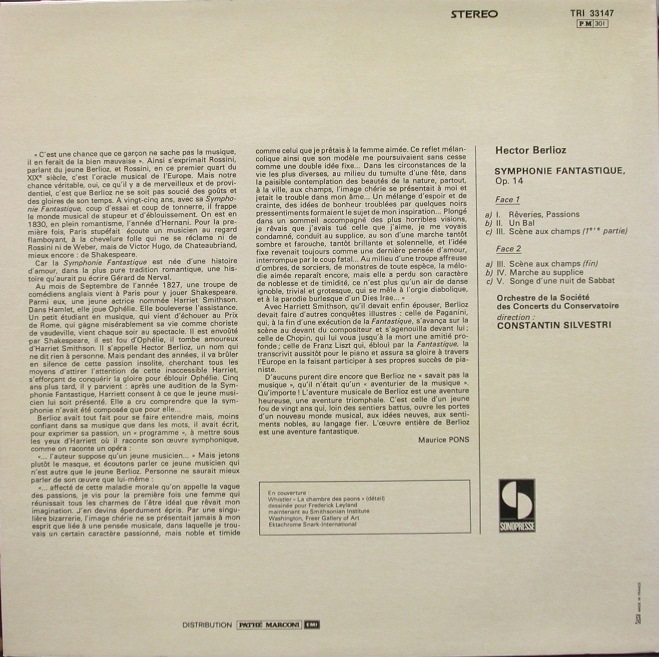 STEREO
TRI 33147
PM 301
« C'est une chance que ce garçon ne sache pas la musique,
il en ferait de la bien mauvaise ». Ainsi s'exprimait Rossini,
parlant du jeune Berlioz, et Rossini, en ce premier quart du
XIXe siècle, c'est l'oracle musical de l'Europe. Mais notre
chance véritable, oui, ce qu'il y a de merveilleux et de provi-
dentiel, c'est que Berlioz ne se soit pas soucié des goûts et
des gloires de son temps. A vingt-cinq ans, avec sa Sympho-
nie Fantastique, coup d'essai et coup de tonnerre, il frappe
le monde musical de stupeur et d'éblouissement. On est en
1830, en plein romantisme, l'année d'Hernani. Pour la pre-
mière fois, Paris stupéfait écoute un musicien au regard
flamboyant, à la chevelure folle qui ne se réclame ni de
Rossini ni de Weber, mais de Victor Hugo, de Chateaubriand,
mieux encore : de Shakespeare.
Car la Symphonie Fantastique est née d'une histoire
d'amour, dans la plus pure tradition romantique, une his-
toire qu'aurait pu écrire Gérard de Nerval.
Au mois de Septembre de l'année 1827, une troupe de
comédiens anglais vient à Paris pour y jouer Shakespeare.
Parmi eux, une jeune actrice nommée Harriet Smithson.
Dans Hamlet, elle joue Ophélie. Elle bouleverse l'assistance.
Un petit étudiant en musique, qui vient d'échouer au Prix
de Rome, qui gagne misérablement sa vie comme choriste
de vaudeville, vient chaque soir au spectacle. Il est envoûté
par Shakespeare, il est fou d'Ophélie, il tombe amoureux
d'Harriet Smithson. Il s'appelle Hector Berlioz, un nom qui
ne dit rien à personne. Mais pendant des années, il va brûler
en silence de cette passion insolite, cherchant tous les
moyens d'attirer l'attention de cette inaccessible Harriet,
s'efforçant de conquérir la gloire pour éblouir Ophélie. Cinq
ans plus tard, il y parvient : après une audition de la Sym-
phonie Fantastique, Harriet consent à ce que le jeune musi-
cien lui soit présenté. Elle a cru comprendre que la sym-
phonie n'avait été composée que pour elle...
Berlioz avait tout fait pour se faire entendre mais, moins
confiant dans sa musique que dans les mots, il avait écrit,
pour exprimer sa passion, un « programme », à mettre sous
les yeux d'Harriett où il raconte son œuvre symphonique,
comme on raconte un opéra :
« ... l'auteur suppose qu'un jeune musicien... » Mais jetons
plutôt le masque, et écoutons parler ce jeune musicien qui
n'est autre que le jeune Berlioz. Personne ne saurait mieux
parler de son œuvre que lui-même :
« ... affecté de cette maladie morale qu'on appelle la vague
des passions, je vis pour la première fois une femme qui
réunissait tous les charmes de l'être idéal que rêvait mon
imagination. J'en devins éperdument épris. Par une singu-
lière bizarrerie, l'image chérie ne se présentait jamais à mon
esprit que liée à une pensée musicale, dans laquelle je trou-
vais un certain caractère passionné, mais noble et timide
comme celui que je prêtais à la femme aimée. Ce reflet mélan-
colique ainsi que son modèle me poursuivaient sans cesse
comme une double idée fixe... Dans les circonstances de la
vie les plus diverses, au milieu du tumulte d'une fête, dans
la paisible contemplation des beautés de la nature, partout,
à la ville, aux champs, l'image chérie se présentait à moi et
jetait le trouble dans mon âme... Un mélange d'espoir et de
crainte, des idées de bonheur troublées par quelques noirs
pressentiments formaient le sujet de mon inspiration... Plongé
dans un sommeil accompagné des plus horribles visions,
je rêvais que j'avais tué celle que j'aime, je me voyais
condamné, conduit au supplice, au son d'une marche tantôt
sombre et farouche, tantôt brillante et solennelle, et l'idée
fixe revenait toujours comme une dernière pensée d'amour,
interrompue par le coup fatal... Au milieu d'une troupe affreuse
d'ombres, de sorciers, de monstres de toute espèce, la mélo-
die aimée reparaît encore, mais elle a perdu son caractère
de noblesse et de timidité, ce n'est plus qu'un air de danse
ignoble, trivial et grotesque, qui se mêle à l'orgie diabolique,
et à la parodie burlesque d'un Dies Irae... »
Avec Harriett Smithson, qu'il devait enfin épouser, Berlioz
devait faire d'autres conquêtes illustres : celle de Paganini,
qui, à la fin d'une exécution de la Fantastique, s'avança sur la
scène au devant du compositeur et s'agenouilla devant lui ;
celle de Chopin, qui lui voua jusqu'à la mort une amitié pro-
fonde ; celle de Franz Liszt qui, ébloui par la Fantastique, la
transcrivit aussitôt pour le piano et assura sa gloire à travers
l'Europe en la faisant participer à ses propres succès de pia-
niste.
D'aucuns purent dire encore que Berlioz ne « savait pas la
musique », qu'il n'était qu'un « aventurier de la musique ».
Qu'importe ! L'aventure musicale de Berlioz est une aventure
heureuse, une aventure triomphale. C'est celle d'un jeune
fou de vingt ans qui, loin des sentiers battus, ouvre les portes
d'un nouveau monde musical, aux idées neuves, aux senti-
ments nobles, au langage fier. L'œuvre entière de Berlioz
est une aventure fantastique.
Maurice PONS
En couverture :
Whistler - La chambre des paons » (détail)
dessinée pour Frederick Leyland
maintenant au Smithsonian Institute
Washington, Freer Gallery of Art
Ektachrome Snark-International
Hector Berlioz
SYMPHONIE FANTASTIQUE,
Op. 14
Face 1
a) I. Rêveries, Passions
b) II. Un Bal
c) III. Scène aux champs (1ère partie)
Face 2
a) III. Scène aux champs (fin)
b) IV. Marche au supplice
c) V. Songe d'une nuit de Sabbat
Orchestre de la Société
des Concerts du Conservatoire
direction :
CONSTANTIN SILVESTRI
SONOPRESSE
DISTRIBUTION PATHÉ MARCONI EMI
MADE IN FRANCE